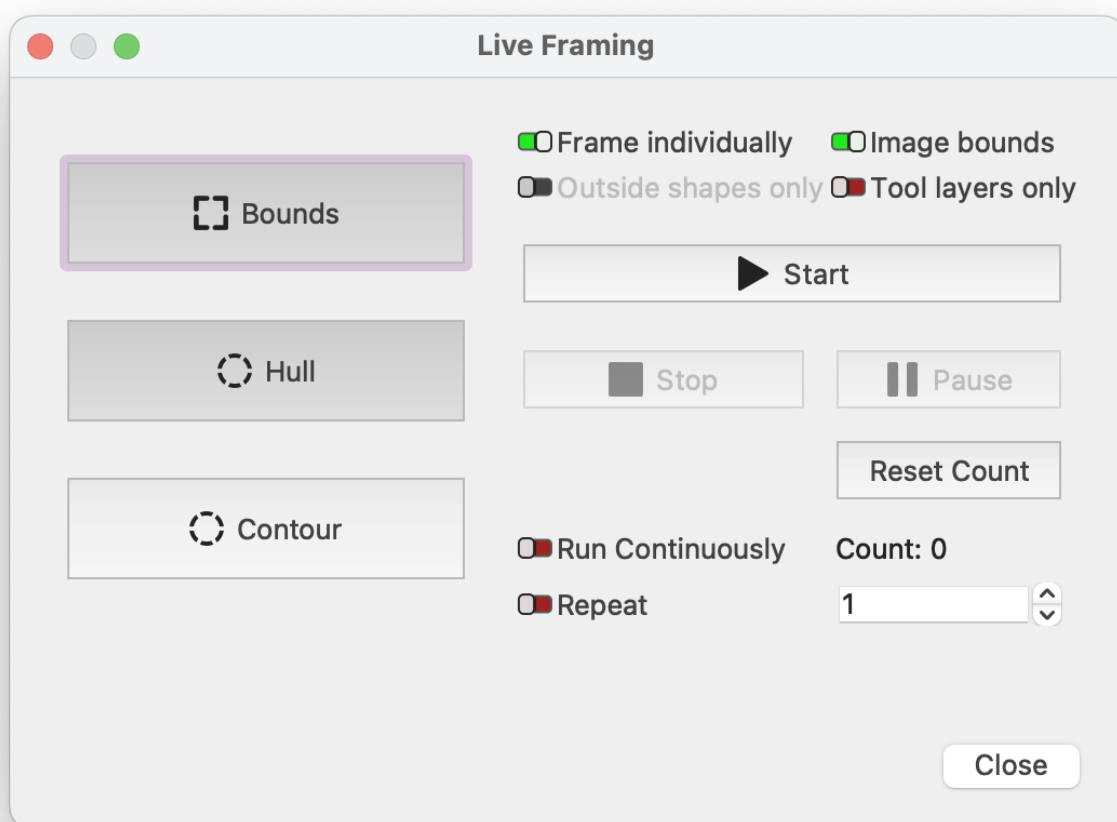 Live Framing
Frame individually
Image bounds
Outside shapes only
Tool layers only
Bounds
Start
Hull
Stop
Pause
Reset Count
Contour
Run Continuously
Count: 0
Repeat
1
Close